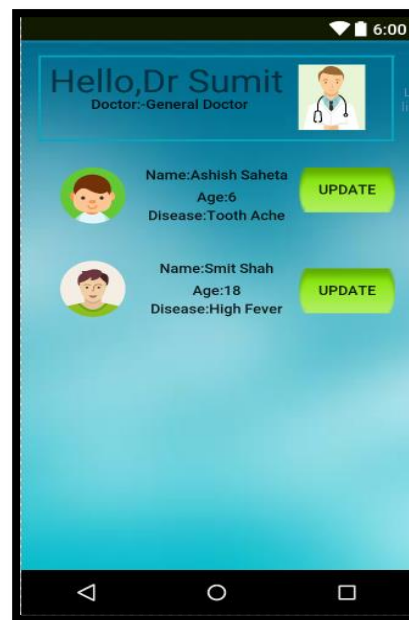 6:00
Hello,Dr Sumit
Doctor:-General Doctor
Name:Ashish Saheta
Age:6
Disease:Tooth Ache
UPDATE
Name:Smit Shah
Age:18
Disease:High Fever
UPDATE